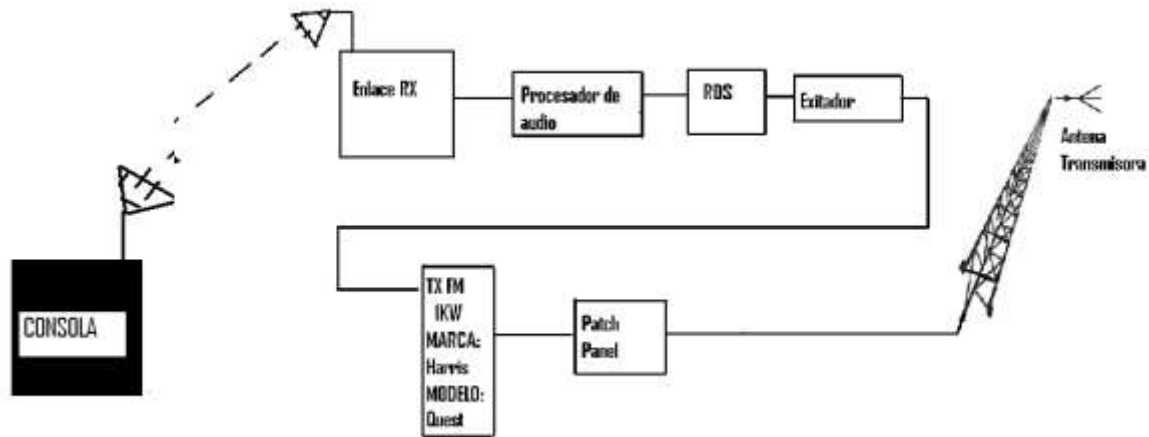 Enlace RX
Procesador de
audio
RDS
Exitador
Antena
Transmisora
CONSOLA
TX FM
1KW
MARCA:
Harris
MODELO:
Quest
Patch
Panel